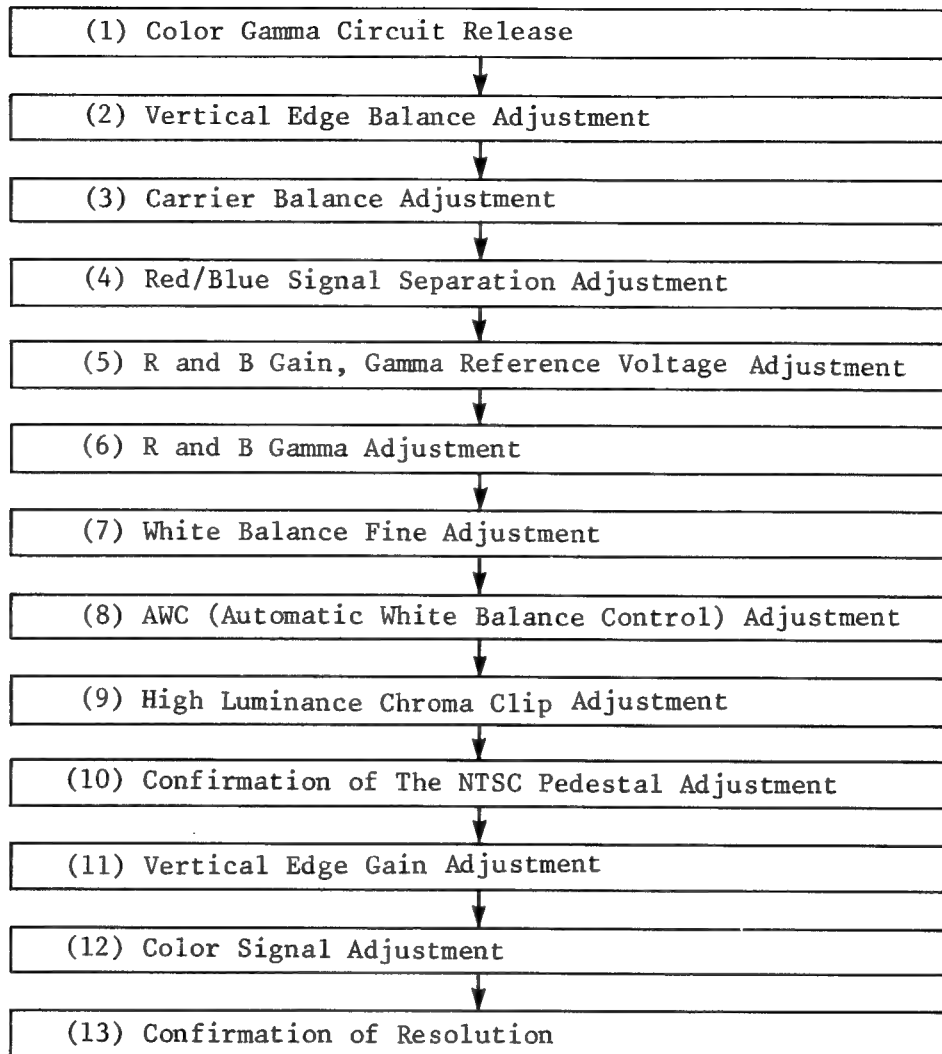 (1) Color Gamma Circuit Release
(2) Vertical Edge Balance Adjustment
(3) Carrier Balance Adjustment
(4) Red/Blue Signal Separation Adjustment
(5) R and B Gain, Gamma Reference Voltage Adjustment
(6) R and B Gamma Adjustment
(7) White Balance Fine Adjustment
(8) AWC (Automatic White Balance Control) Adjustment
(9) High Luminance Chroma Clip Adjustment
(10) Confirmation of The NTSC Pedestal Adjustment
(11) Vertical Edge Gain Adjustment
(12) Color Signal Adjustment
(13) Confirmation of Resolution